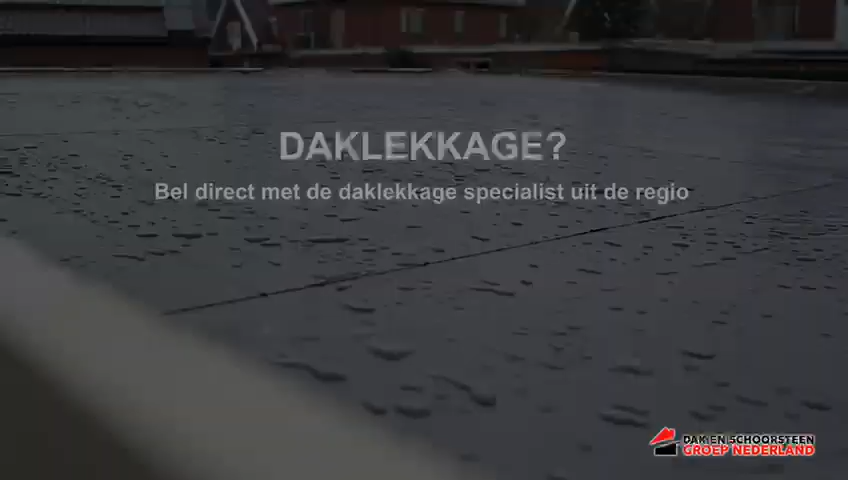 DAKLEKKAGE?
Bel direct met de daklekkage specialist uit de regio
DAK EN SCHOORSTEEN
GROEP NEDERLAND